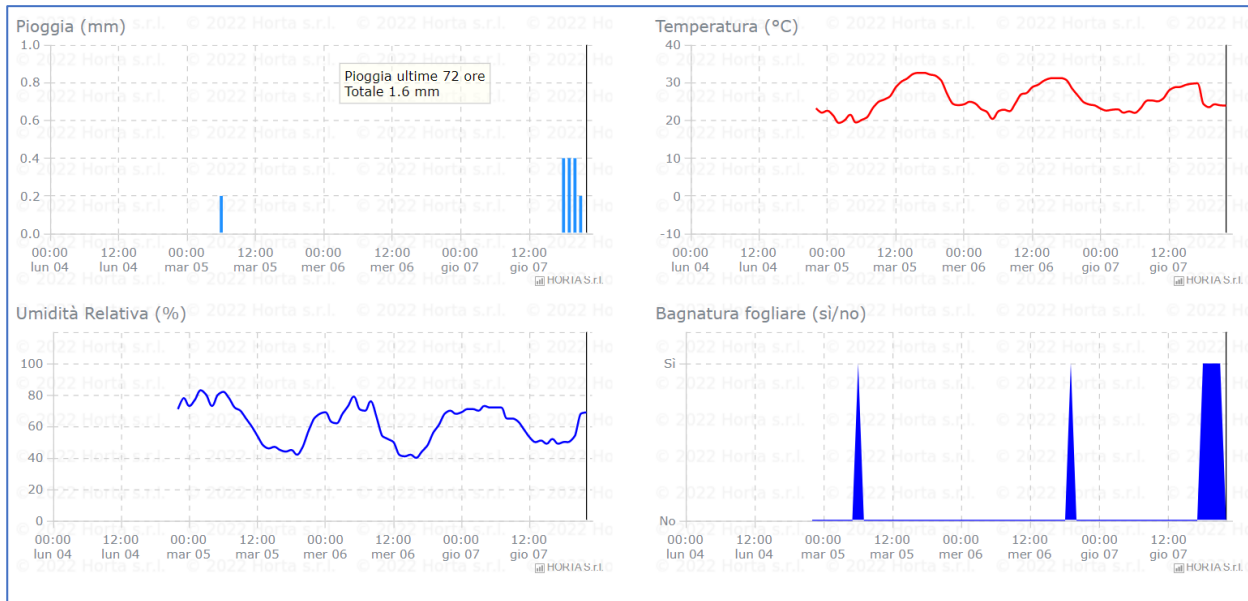 Pioggia (mm)
1.0
0.8
0.6
0.4
0.2
0.0
Pioggia ultime 72 ore
Totale 1.6 mm
00:00 12:00 00:00 12:00 00:00 12:00 00:00 12:00
lun 04 lun 04 mar 05 mar 05 mer 06 mer 06 gio 07 gio 07
HORTA S.r.l.
Temperatura (°C)
40
30
20
10
0
-10
00:00 12:00 00:00 12:00 00:00 12:00 00:00 12:00
lun 04 lun 04 mar 05 mar 05 mer 06 mer 06 gio 07 gio 07
HORTA S.r.l.
Umidità Relativa (%)
100
80
60
40
20
0
00:00 12:00 00:00 12:00 00:00 12:00 00:00 12:00
lun 04 lun 04 mar 05 mar 05 mer 06 mer 06 gio 07 gio 07
HORTA S.r.l.
Bagnatura fogliare (sì/no)
Sì
No
00:00 12:00 00:00 12:00 00:00 12:00 00:00 12:00
lun 04 lun 04 mar 05 mar 05 mer 06 mer 06 gio 07 gio 07
HORTA S.r.l.
© 2022 Horta s.r.l.